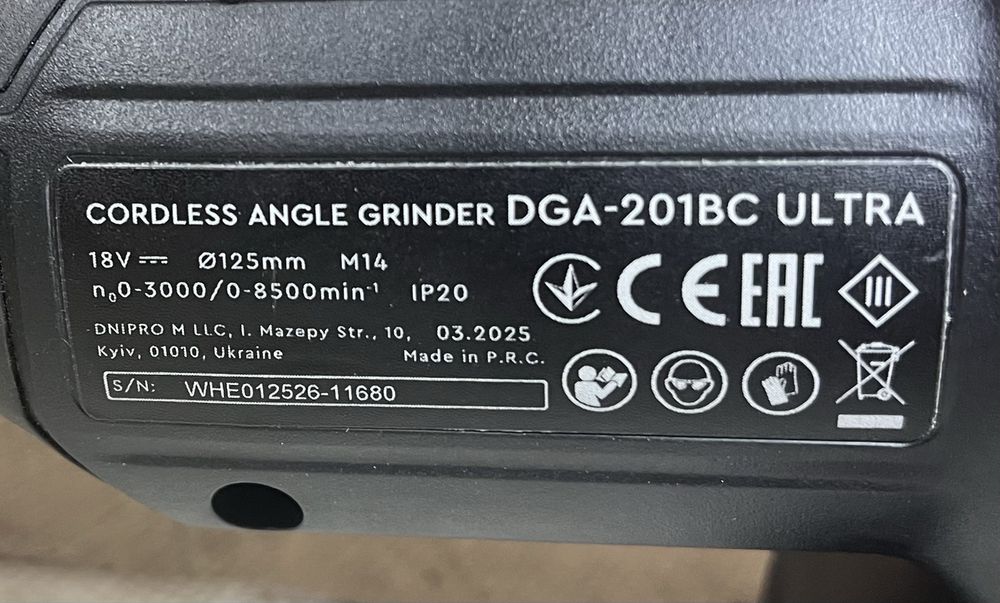 CORDLESS ANGLE GRINDER DGA-201BC ULTRA
18V ⎓ Ø125mm M14
n₀0-3000/0-8500min⁻¹ IP20
DNIPRO M LLC, I. Mazepy Str., 10, 03.2025
Kyiv, 01010, Ukraine Made in P.R.C.
S/N: WHE012526-11680
CE EAC III